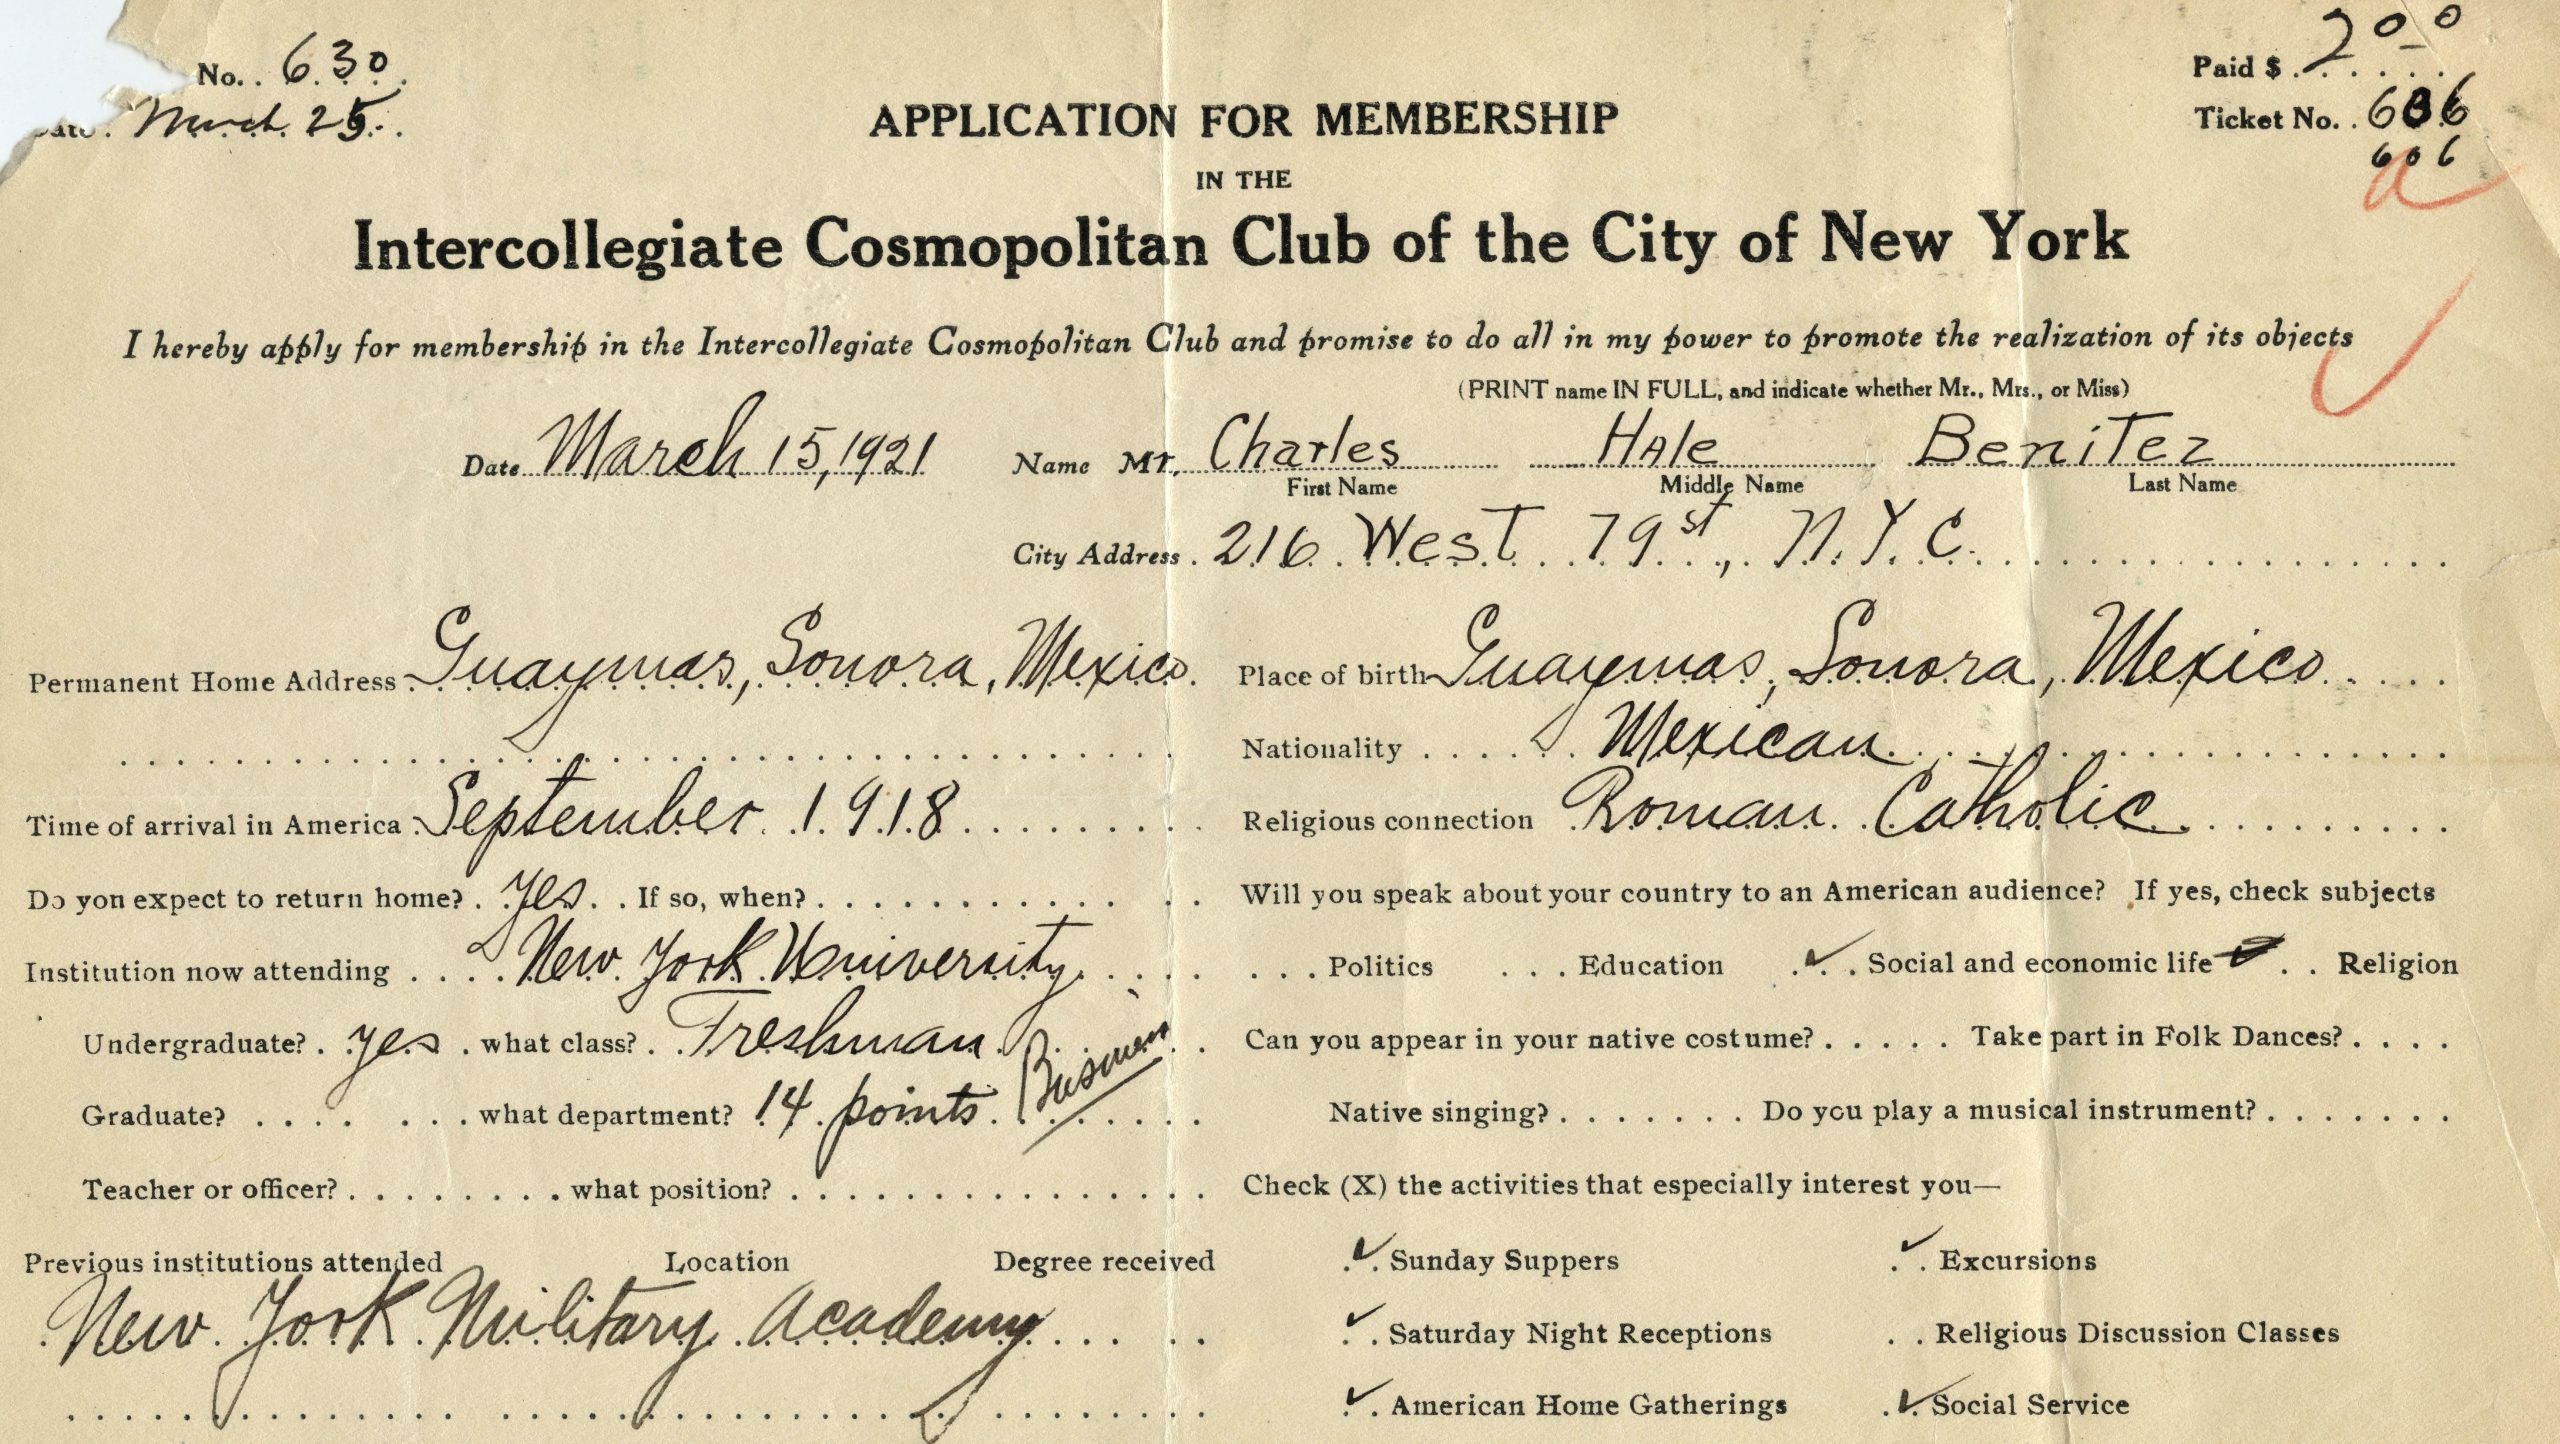 No. 630
March 25
Paid $ 2 00
Ticket No. 606
606
APPLICATION FOR MEMBERSHIP
IN THE
Intercollegiate Cosmopolitan Club of the City of New York
I hereby apply for membership in the Intercollegiate Cosmopolitan Club and promise to do all in my power to promote the realization of its objects
(PRINT name IN FULL, and indicate whether Mr., Mrs., or Miss)
Date March 15, 1921 Name Mr. Charles Hale Benitez
First Name Middle Name Last Name
City Address 216 West 79st, N.Y.C.
Permanent Home Address Guaymas, Sonora, Mexico.
Time of arrival in America September 1918
Do yon expect to return home? yes If so, when?
Institution now attending New York University
Undergraduate? yes what class? Freshman
Graduate? what department? 14 points Business
Teacher or officer? what position?
Previous institutions attended Location Degree received
New York Military Academy
Place of birth Guaymas, Sonora, Mexico
Nationality Mexican
Religious connection Roman Catholic
Will you speak about your country to an American audience? If yes, check subjects
Politics Education ✓ Social and economic life Religion
Can you appear in your native costume? Take part in Folk Dances?
Native singing? Do you play a musical instrument?
Check (X) the activities that especially interest you—
✓ Sunday Suppers ✓ Excursions
✓ Saturday Night Receptions Religious Discussion Classes
✓ American Home Gatherings ✓ Social Service